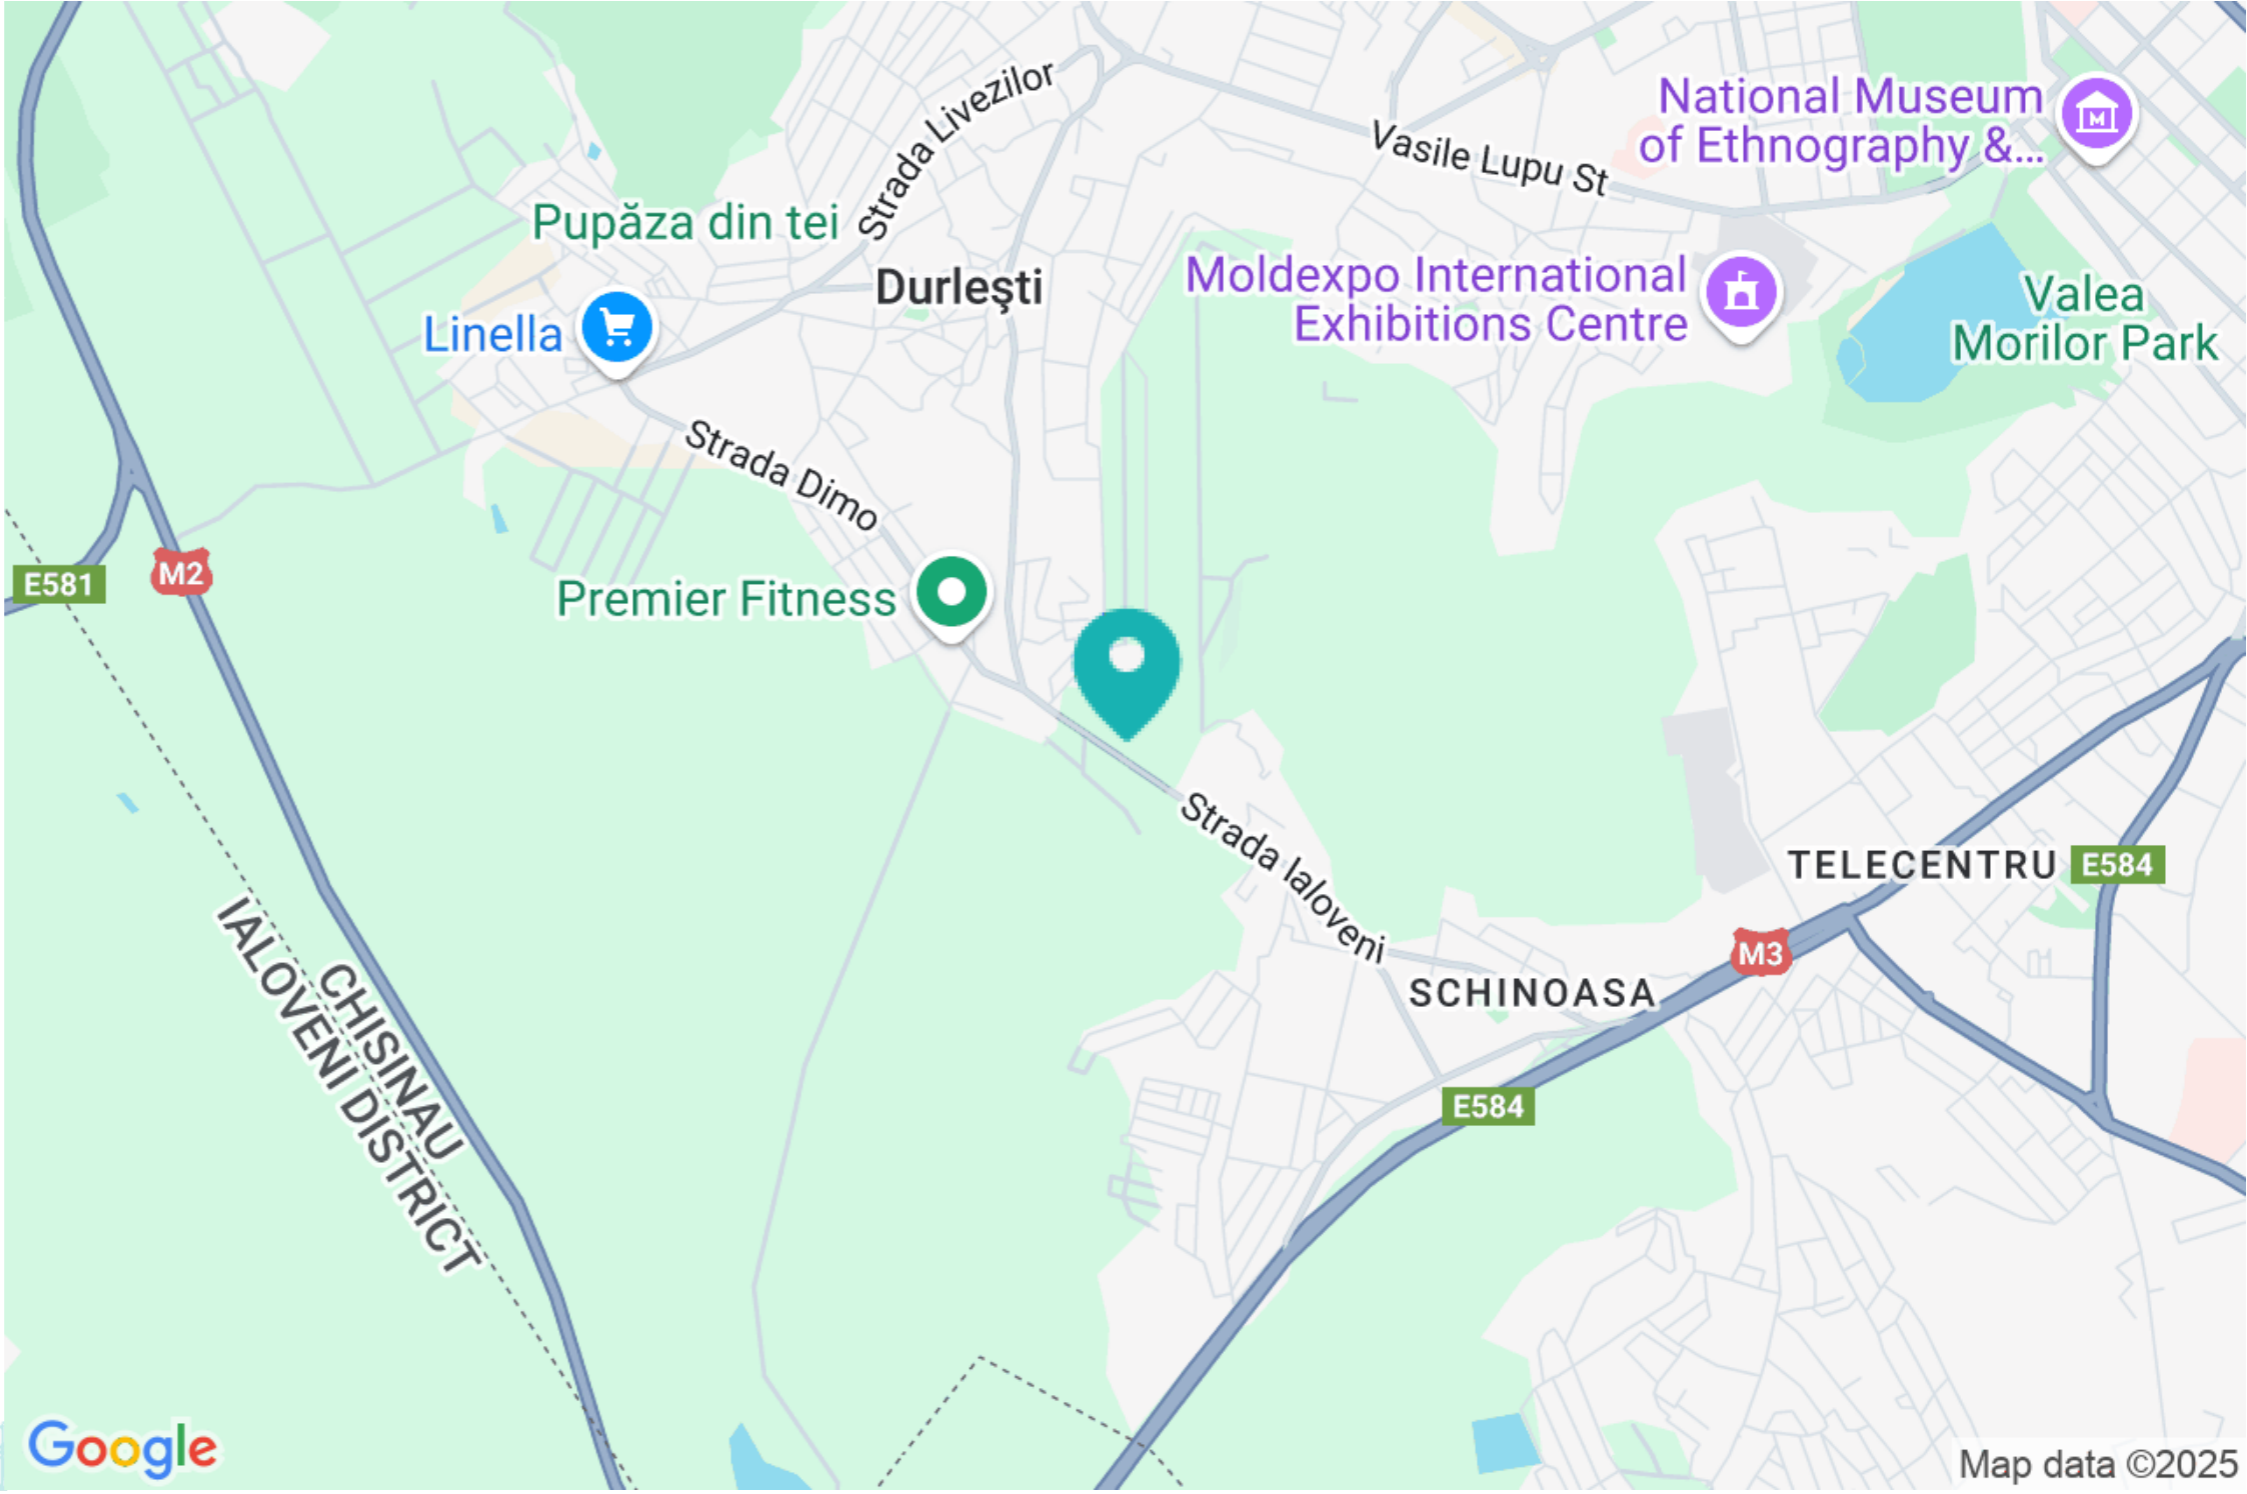 Strada Livezilor
National Museum
of Ethnography &...
Vasile Lupu St
Pupăza din tei
Durleşti
Moldexpo International
Exhibitions Centre
Valea
Morilor Park
Linella
Strada Dimo
E581
M2
Premier Fitness
Strada Ialoveni
TELECENTRU
E584
M3
SCHINOASA
CHISINAU
IALOVENI DISTRICT
E584
Google
Map data ©2025